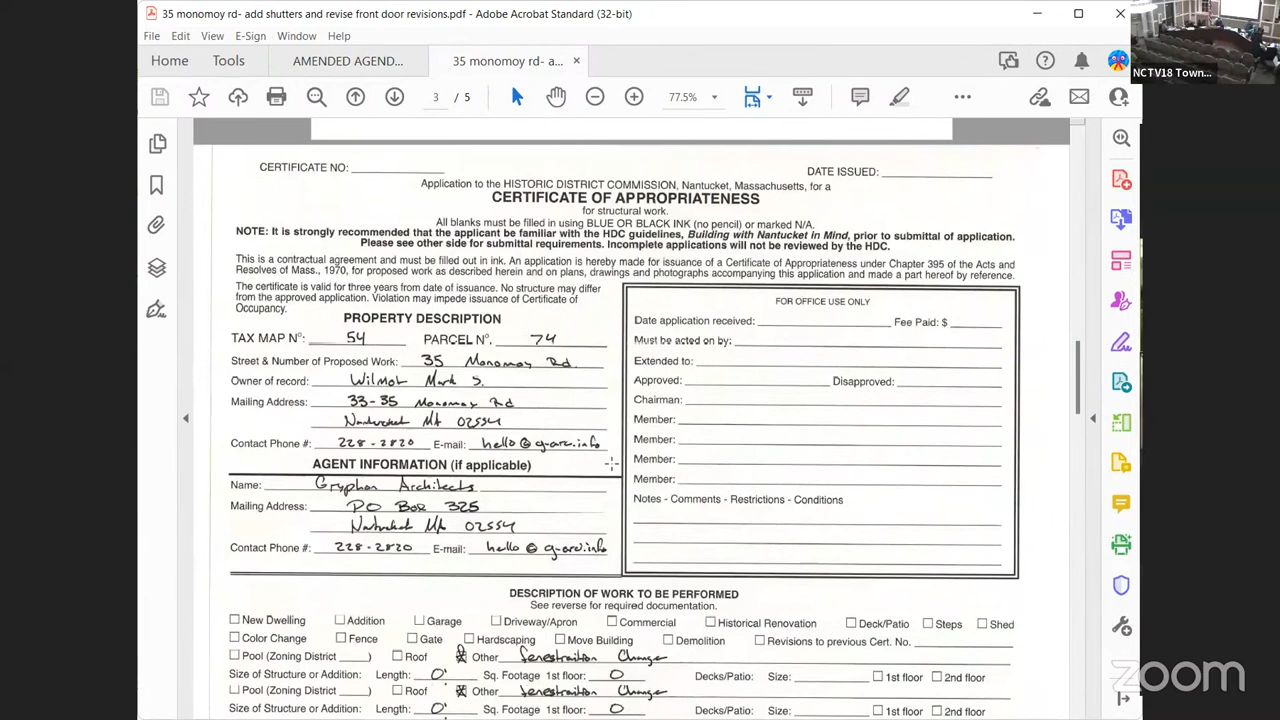 35 monomoy rd- add shutters and revise front door revisions.pdf - Adobe Acrobat Standard (32-bit)
File Edit View E-Sign Window Help
Home Tools AMENDED AGEND... 35 monomoy rd- a... ×
3 / 5 77.5%
NCTV18 Town...
CERTIFICATE NO: DATE ISSUED:
Application to the HISTORIC DISTRICT COMMISSION, Nantucket, Massachusetts, for a
CERTIFICATE OF APPROPRIATENESS
for structural work.
All blanks must be filled in using BLUE OR BLACK INK (no pencil) or marked N/A.
NOTE: It is strongly recommended that the applicant be familiar with the HDC guidelines, Building with Nantucket in Mind, prior to submittal of application.
Please see other side for submittal requirements. Incomplete applications will not be reviewed by the HDC.
This is a contractual agreement and must be filled out in ink. An application is hereby made for issuance of a Certificate of Appropriateness under Chapter 395 of the Acts and
Resolves of Mass., 1970, for proposed work as described herein and on plans, drawings and photographs accompanying this application and made a part hereof by reference.
The certificate is valid for three years from date of issuance. No structure may differ
from the approved application. Violation may impede issuance of Certificate of
Occupancy.
PROPERTY DESCRIPTION
TAX MAP Nº: 54 PARCEL Nº. 74
Street & Number of Proposed Work: 35 Monomoy Rd.
Owner of record: Wilmot Mark S.
Mailing Address: 33-35 Monomoy Rd
Nantucket MA 02554
Contact Phone #: 228-2820 E-mail: hello@g-arc.info
AGENT INFORMATION (if applicable)
Name: Gryphon Architects
Mailing Address: PO Box 325
Nantucket MA 02554
Contact Phone #: 228-2820 E-mail: hello@g-arc.info
FOR OFFICE USE ONLY
Date application received: Fee Paid: $
Must be acted on by:
Extended to:
Approved: Disapproved:
Chairman:
Member:
Member:
Member:
Member:
Notes - Comments - Restrictions - Conditions
DESCRIPTION OF WORK TO BE PERFORMED
See reverse for required documentation.
New Dwelling Addition Garage Driveway/Apron Commercial Historical Renovation Deck/Patio Steps Shed
Color Change Fence Gate Hardscaping Move Building Demolition Revisions to previous Cert. No.
Pool (Zoning District ) Roof Other fenestraition Change
Size of Structure or Addition: Length: 0' Sq. Footage 1st floor: 0 Decks/Patio: Size: 1st floor 2nd floor
Pool (Zoning District ) Roof Other fenestraition Change
Size of Structure or Addition: Length: 0' Sq. Footage 1st floor: 0 Decks/Patio: Size: 1st floor 2nd floor
zoom